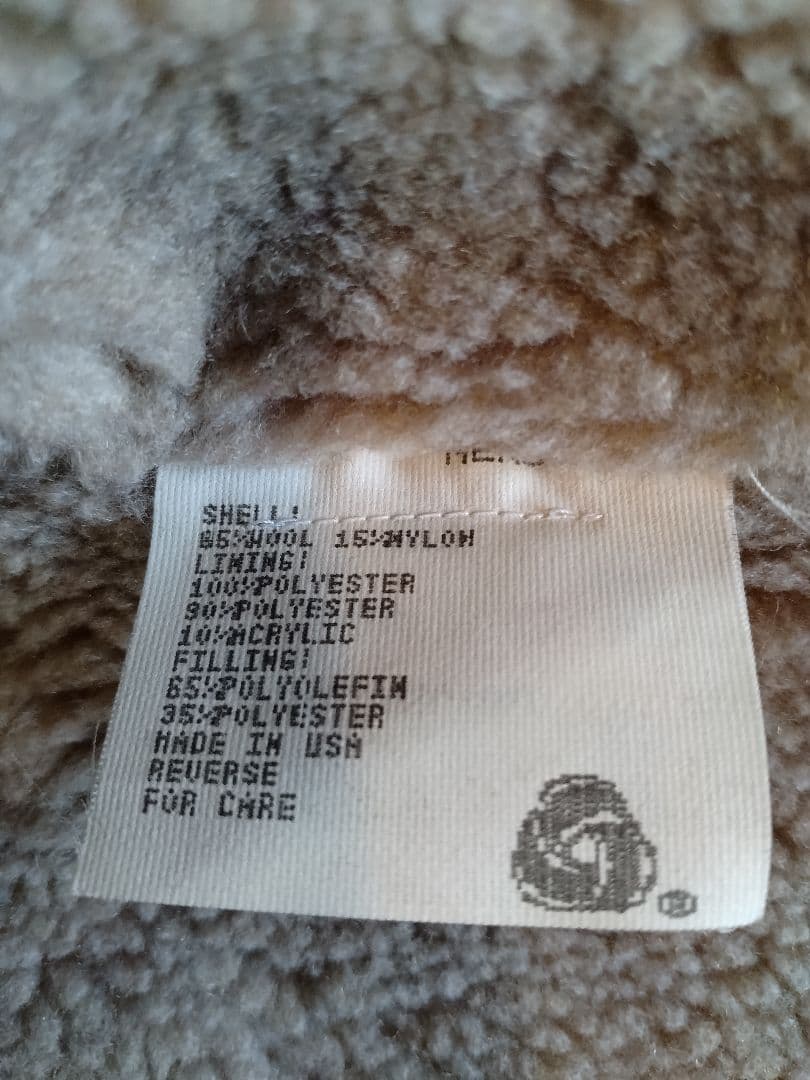 SHELL:
85%WOOL 15%NYLON
LINING:
100%POLYESTER
90%POLYESTER
10%ACRYLIC
FILLING:
65%POLYOLEFIN
35%POLYESTER
MADE IN USA
REVERSE
FOR CARE
®